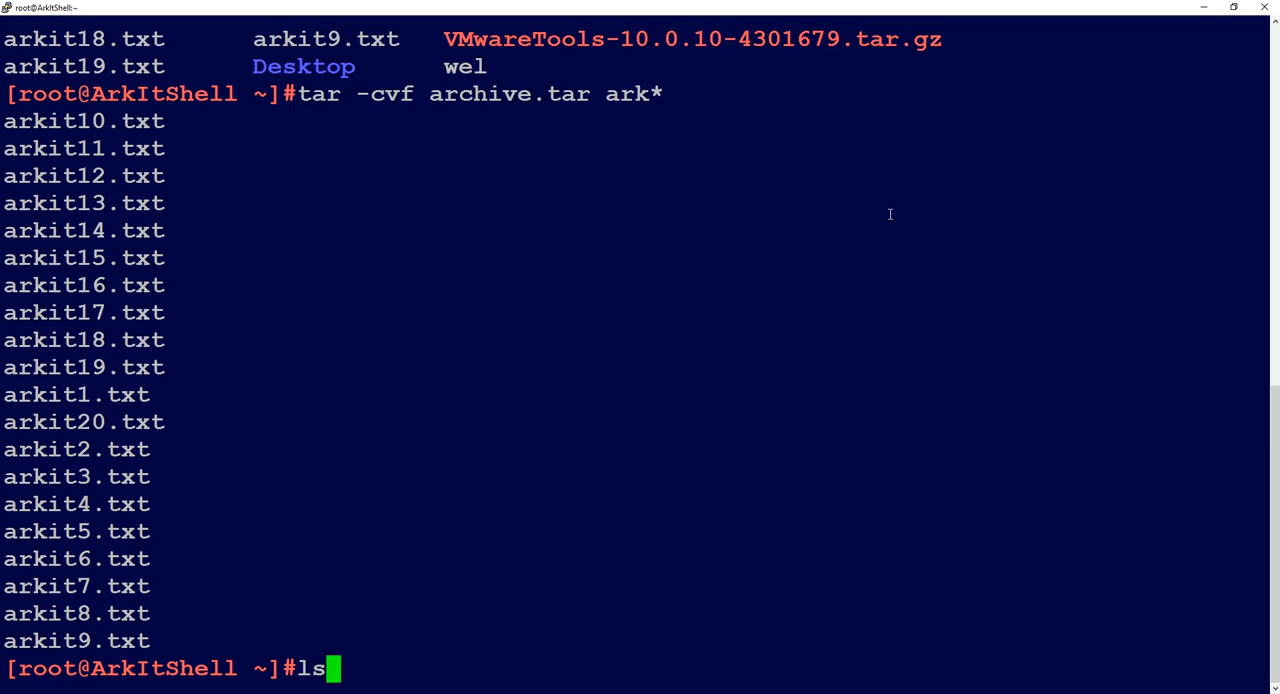 root@ArkItShell:~
arkit18.txt      arkit9.txt   VMwareTools-10.0.10-4301679.tar.gz
arkit19.txt      Desktop      wel
[root@ArkItShell ~]#tar -cvf archive.tar ark*
arkit10.txt
arkit11.txt
arkit12.txt
arkit13.txt
arkit14.txt
arkit15.txt
arkit16.txt
arkit17.txt
arkit18.txt
arkit19.txt
arkit1.txt
arkit20.txt
arkit2.txt
arkit3.txt
arkit4.txt
arkit5.txt
arkit6.txt
arkit7.txt
arkit8.txt
arkit9.txt
[root@ArkItShell ~]#ls